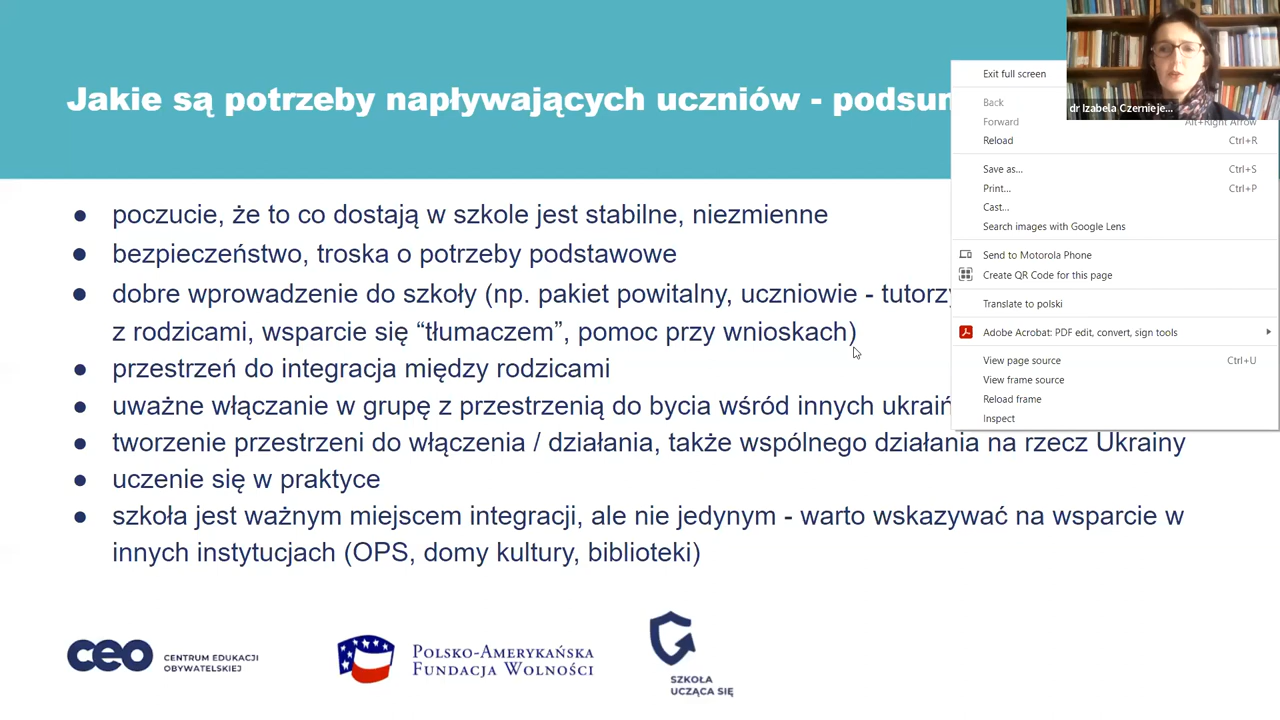 Jakie są potrzeby napływających uczniów - podsum
poczucie, że to co dostają w szkole jest stabilne, niezmienne
bezpieczeństwo, troska o potrzeby podstawowe
dobre wprowadzenie do szkoły (np. pakiet powitalny, uczniowie - tutorzy
z rodzicami, wsparcie się “tłumaczem”, pomoc przy wnioskach)
przestrzeń do integracja między rodzicami
uważne włączanie w grupę z przestrzenią do bycia wśród innych
tworzenie przestrzeni do włączenia / działania, także wspólnego działania na rzecz Ukrainy
uczenie się w praktyce
szkoła jest ważnym miejscem integracji, ale nie jedynym - warto wskazywać na wsparcie w
innych instytucjach (OPS, domy kultury, biblioteki)
ceo CENTRUM EDUKACJI
OBYWATELSKIEJ
POLSKO-AMERYKAŃSKA
FUNDACJA WOLNOŚCI
SZKOŁA
UCZĄCA SIĘ
dr Izabela Czernieje...
Exit full screen
Back
Forward Alt+Right Arrow
Reload Ctrl+R
Save as... Ctrl+S
Print... Ctrl+P
Cast...
Search images with Google Lens
Send to Motorola Phone
Create QR Code for this page
Translate to polski
Adobe Acrobat: PDF edit, convert, sign tools
View page source Ctrl+U
View frame source
Reload frame
Inspect